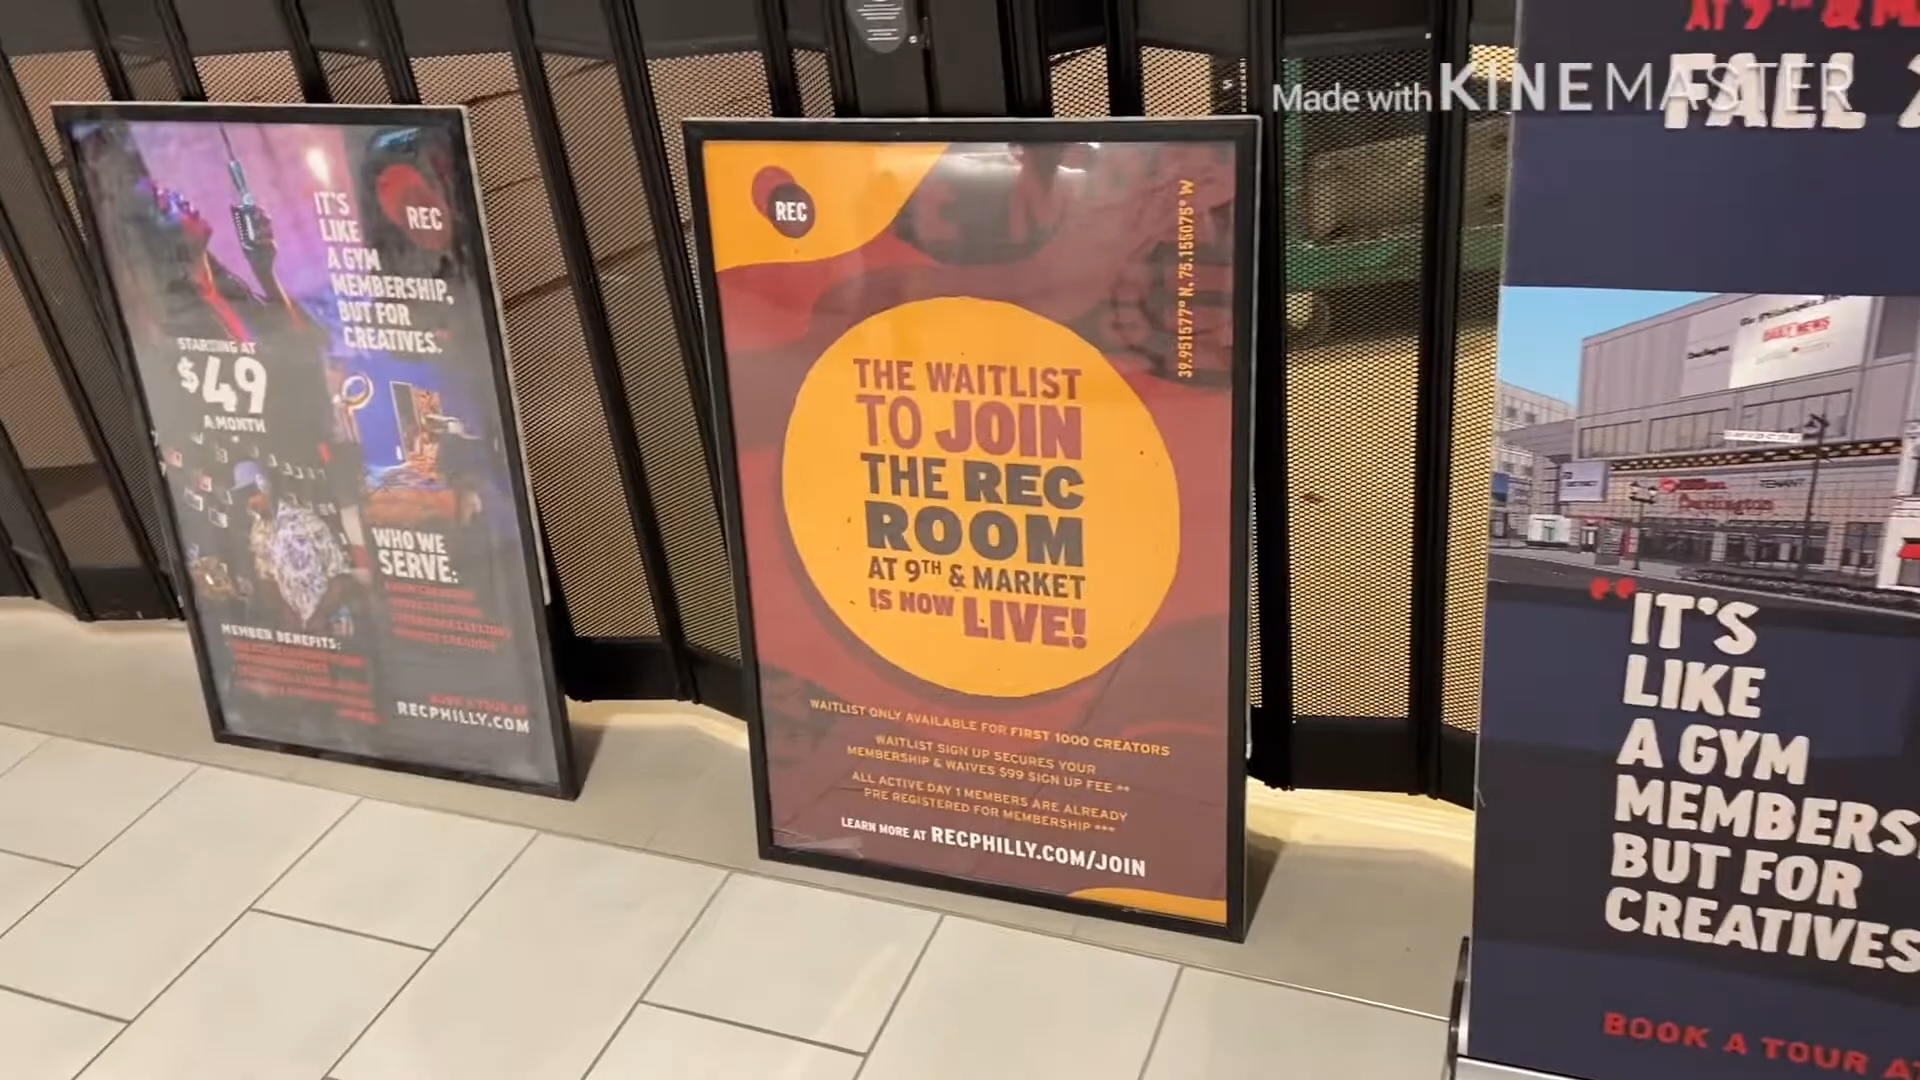 Made with KINEMASTER
IT'S
LIKE
A GYM
MEMBERSHIP,
BUT FOR
CREATIVES.
REC
STARTING AT
$49
A MONTH
WHO WE
SERVE:
MEMBER BENEFITS:
RECPHILLY.COM
REC
39.951577° N, 75.155075° W
THE WAITLIST
TO JOIN
THE REC
ROOM
AT 9TH & MARKET
IS NOW LIVE!
WAITLIST ONLY AVAILABLE FOR FIRST 1000 CREATORS
WAITLIST SIGN UP SECURES YOUR
MEMBERSHIP & WAIVES $99 SIGN UP FEE **
ALL ACTIVE DAY 1 MEMBERS ARE ALREADY
PRE REGISTERED FOR MEMBERSHIP ***
LEARN MORE AT RECPHILLY.COM/JOIN
FALL
DAILY NEWS
TENANT
Burlington
"IT'S
LIKE
A GYM
MEMBERS
BUT FOR
CREATIVES
BOOK A TOUR AT